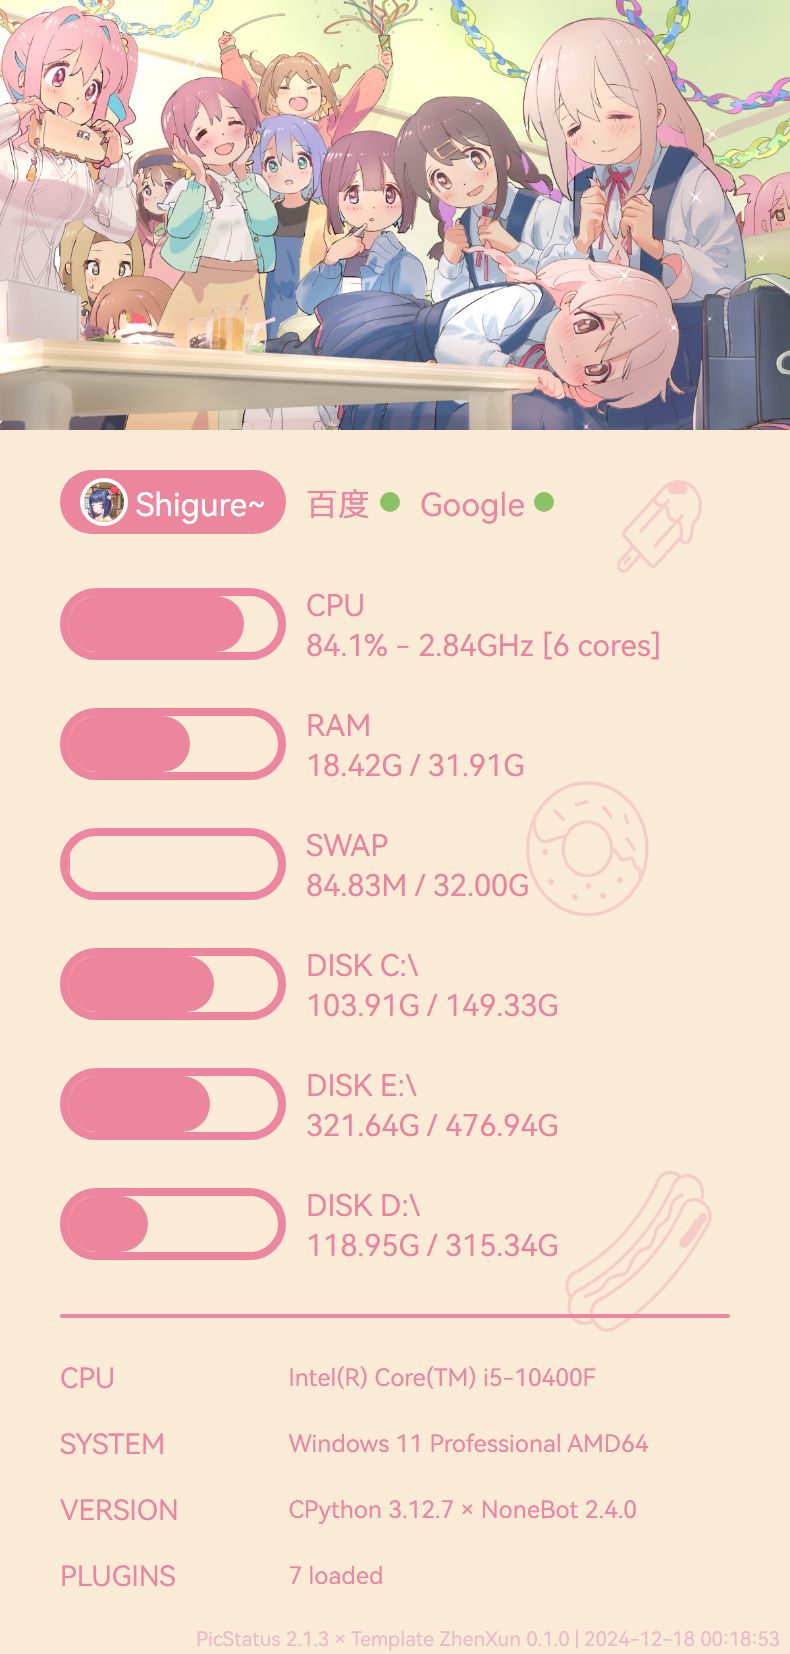 Shigure~ 百度 Google
CPU
84.1% - 2.84GHz [6 cores]
RAM
18.42G / 31.91G
SWAP
84.83M / 32.00G
DISK C:\
103.91G / 149.33G
DISK E:\
321.64G / 476.94G
DISK D:\
118.95G / 315.34G
CPU Intel(R) Core(TM) i5-10400F
SYSTEM Windows 11 Professional AMD64
VERSION CPython 3.12.7 × NoneBot 2.4.0
PLUGINS 7 loaded
PicStatus 2.1.3 × Template ZhenXun 0.1.0 | 2024-12-18 00:18:53